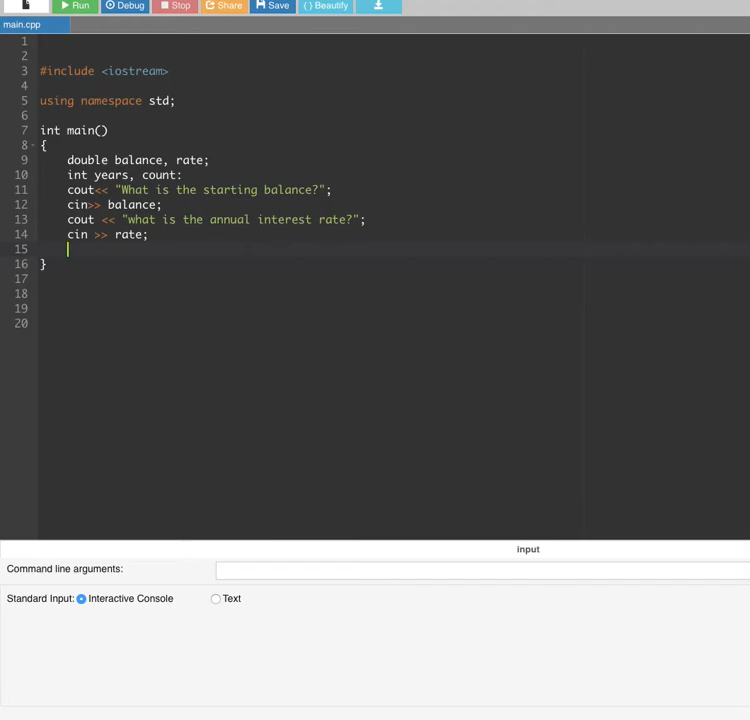 Run Debug Stop Share Save { } Beautify
main.cpp
1
2
3 #include <iostream>
4
5 using namespace std;
6
7 int main()
8 {
9 double balance, rate;
10 int years, count:
11 cout<< "What is the starting balance?";
12 cin>> balance;
13 cout << "what is the annual interest rate?";
14 cin >> rate;
15
16 }
17
18
19
20
input
Command line arguments:
Standard Input: Interactive Console Text